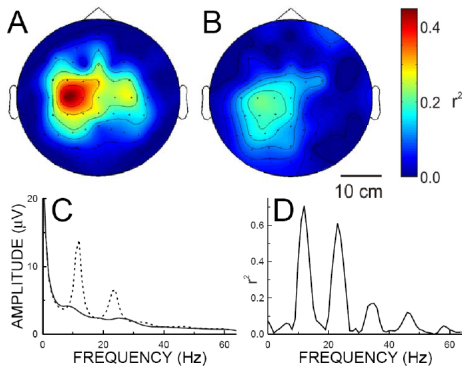 A
B
0.4
0.2
0.0
r²
10 cm
C
20
10
0
AMPLITUDE (μV)
0 20 40 60
FREQUENCY (Hz)
D
0.6
0.4
0.2
0.0
r²
0 20 40 60
FREQUENCY (Hz)